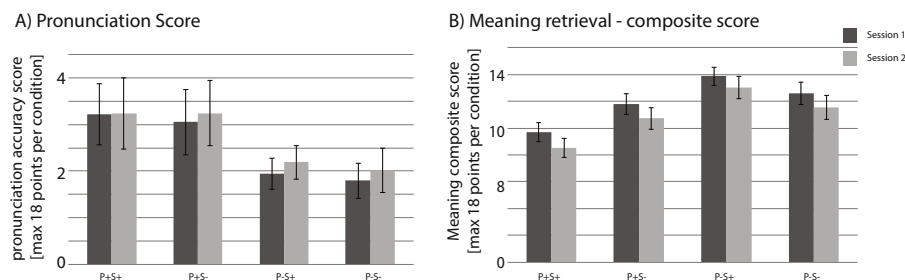 A) Pronunciation Score
pronunciation accuracy score
[max 18 points per condition]
4
2
0
P+S+
P+S-
P-S+
P-S-
B) Meaning retrieval - composite score
Session 1
Session 2
Meaning composite score
[max 18 points per condition]
14
10
8
0
P+S+
P+S-
P-S+
P-S-